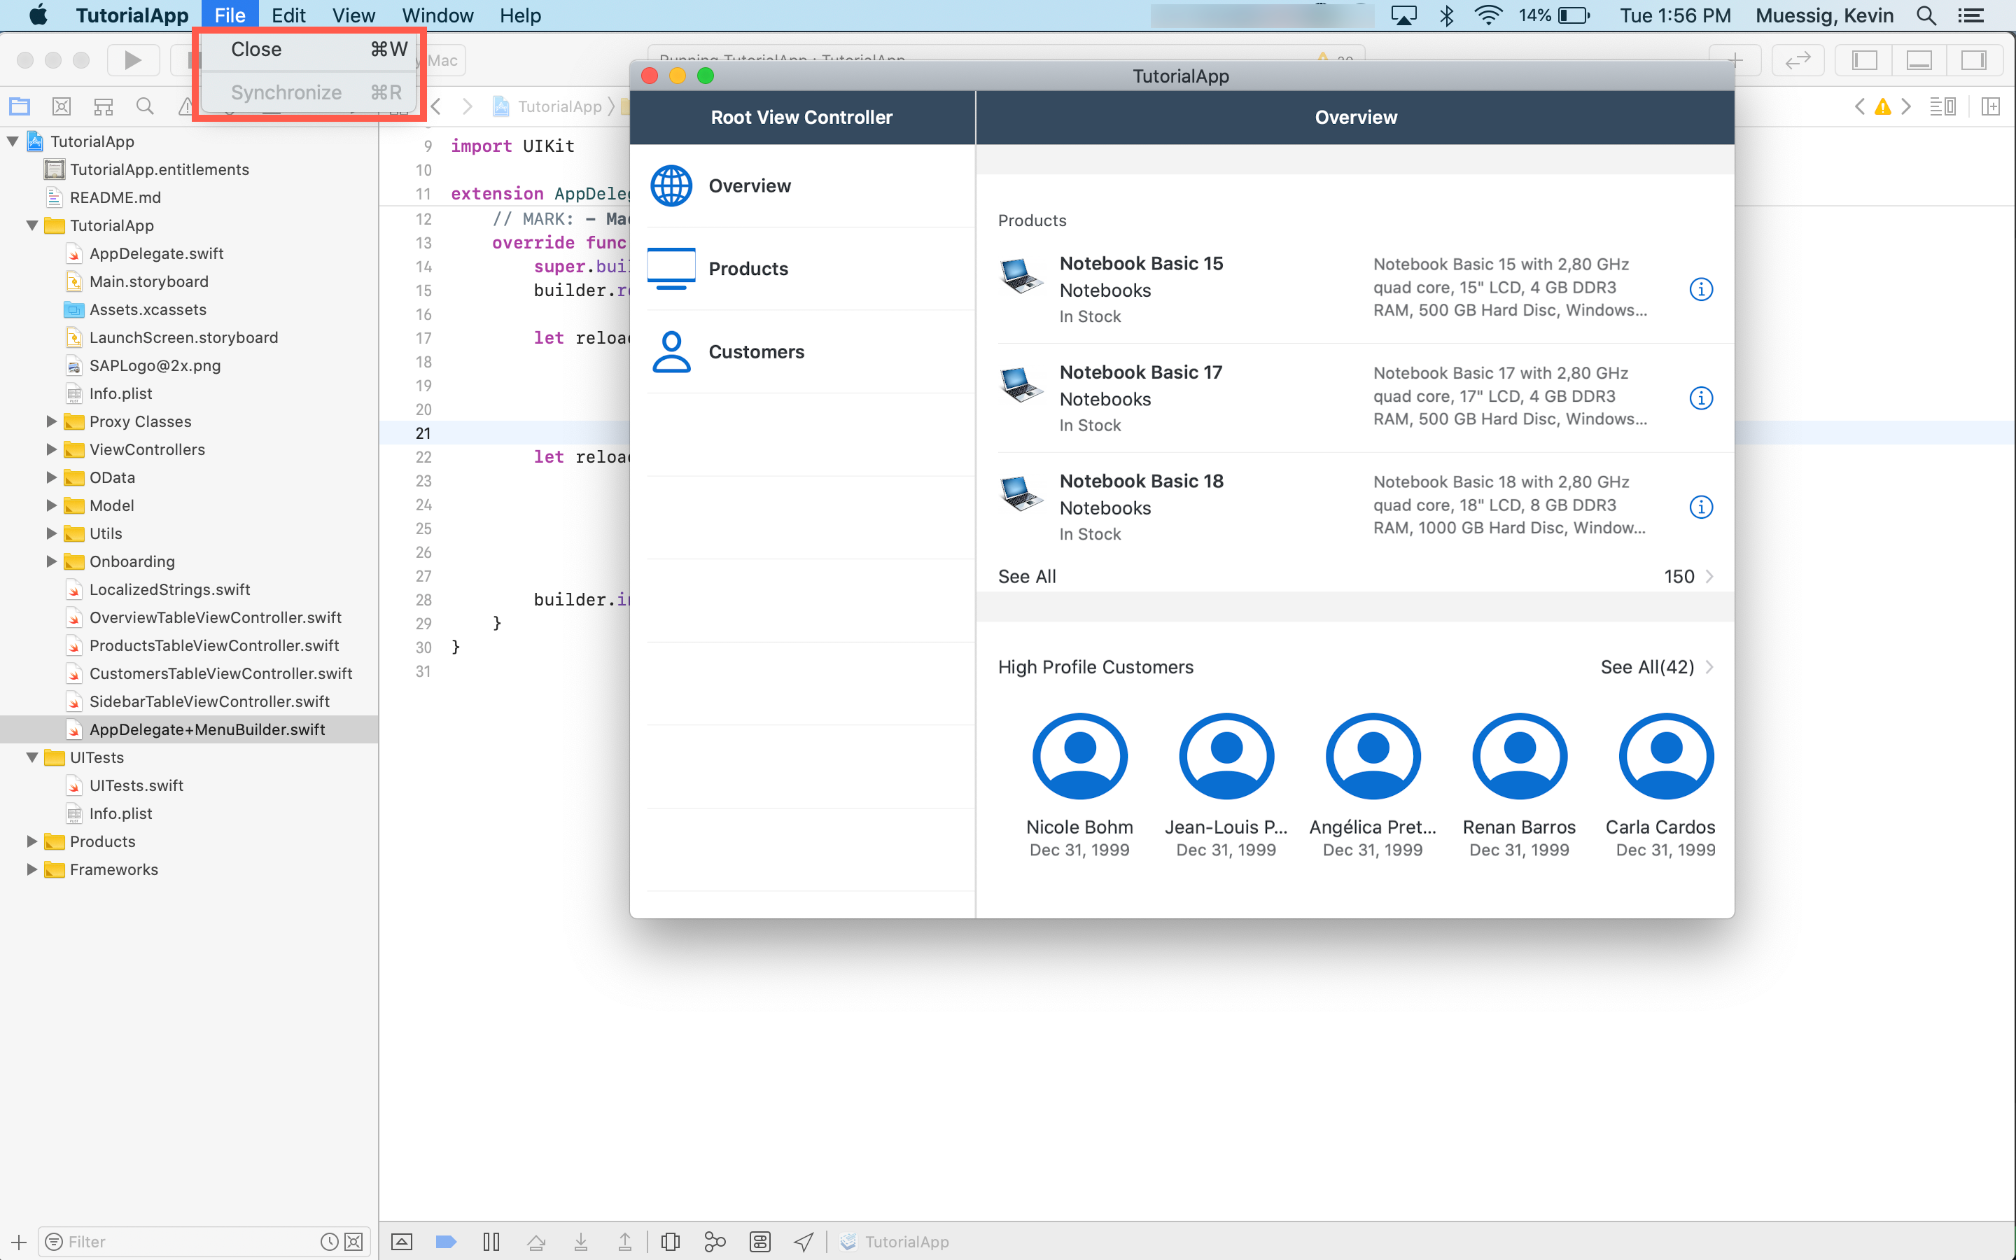 TutorialApp File Edit View Window Help 14% Tue 1:56 PM Muessig, Kevin
Close ⌘W
Synchronize ⌘R
Mac
Running TutorialApp : TutorialApp
TutorialApp
TutorialApp
TutorialApp
TutorialApp.entitlements
README.md
TutorialApp
AppDelegate.swift
Main.storyboard
Assets.xcassets
LaunchScreen.storyboard
SAPLogo@2x.png
Info.plist
Proxy Classes
ViewControllers
OData
Model
Utils
Onboarding
LocalizedStrings.swift
OverviewTableViewController.swift
ProductsTableViewController.swift
CustomersTableViewController.swift
SidebarTableViewController.swift
AppDelegate+MenuBuilder.swift
UITests
UITests.swift
Info.plist
Products
Frameworks
Filter
9 import UIKit
10
11 extension AppDeleg
12 // MARK: - Mac
13 override func
14 super.buil
15 builder.re
16
17 let reload
18
19
20
21
22 let reload
23
24
25
26
27
28 builder.in
29 }
30 }
31
Root View Controller
Overview
Products
Customers
Overview
Products
Notebook Basic 15
Notebooks
In Stock
Notebook Basic 15 with 2,80 GHz
quad core, 15" LCD, 4 GB DDR3
RAM, 500 GB Hard Disc, Windows...
Notebook Basic 17
Notebooks
In Stock
Notebook Basic 17 with 2,80 GHz
quad core, 17" LCD, 4 GB DDR3
RAM, 500 GB Hard Disc, Windows...
Notebook Basic 18
Notebooks
In Stock
Notebook Basic 18 with 2,80 GHz
quad core, 18" LCD, 8 GB DDR3
RAM, 1000 GB Hard Disc, Window...
See All 150
High Profile Customers See All(42)
Nicole Bohm
Dec 31, 1999
Jean-Louis P...
Dec 31, 1999
Angélica Pret...
Dec 31, 1999
Renan Barros
Dec 31, 1999
Carla Cardos
Dec 31, 1999
TutorialApp